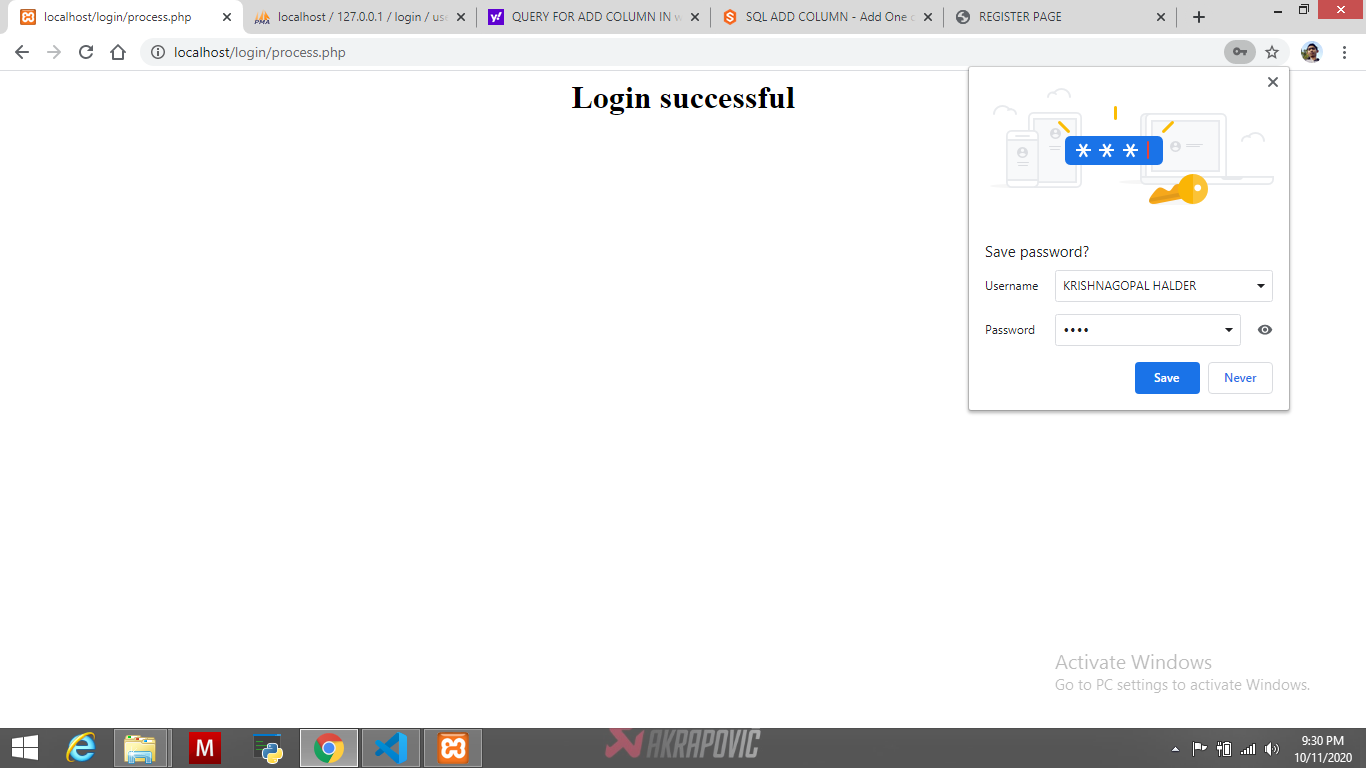 localhost/login/process.php
localhost / 127.0.0.1 / login / use
QUERY FOR ADD COLUMN IN w
SQL ADD COLUMN - Add One o
REGISTER PAGE
localhost/login/process.php
Login successful
* * *
Save password?
Username KRISHNAGOPAL HALDER
Password ••••
Save Never
Activate Windows
Go to PC settings to activate Windows.
M
AKRAPOVIC
9:30 PM
10/11/2020